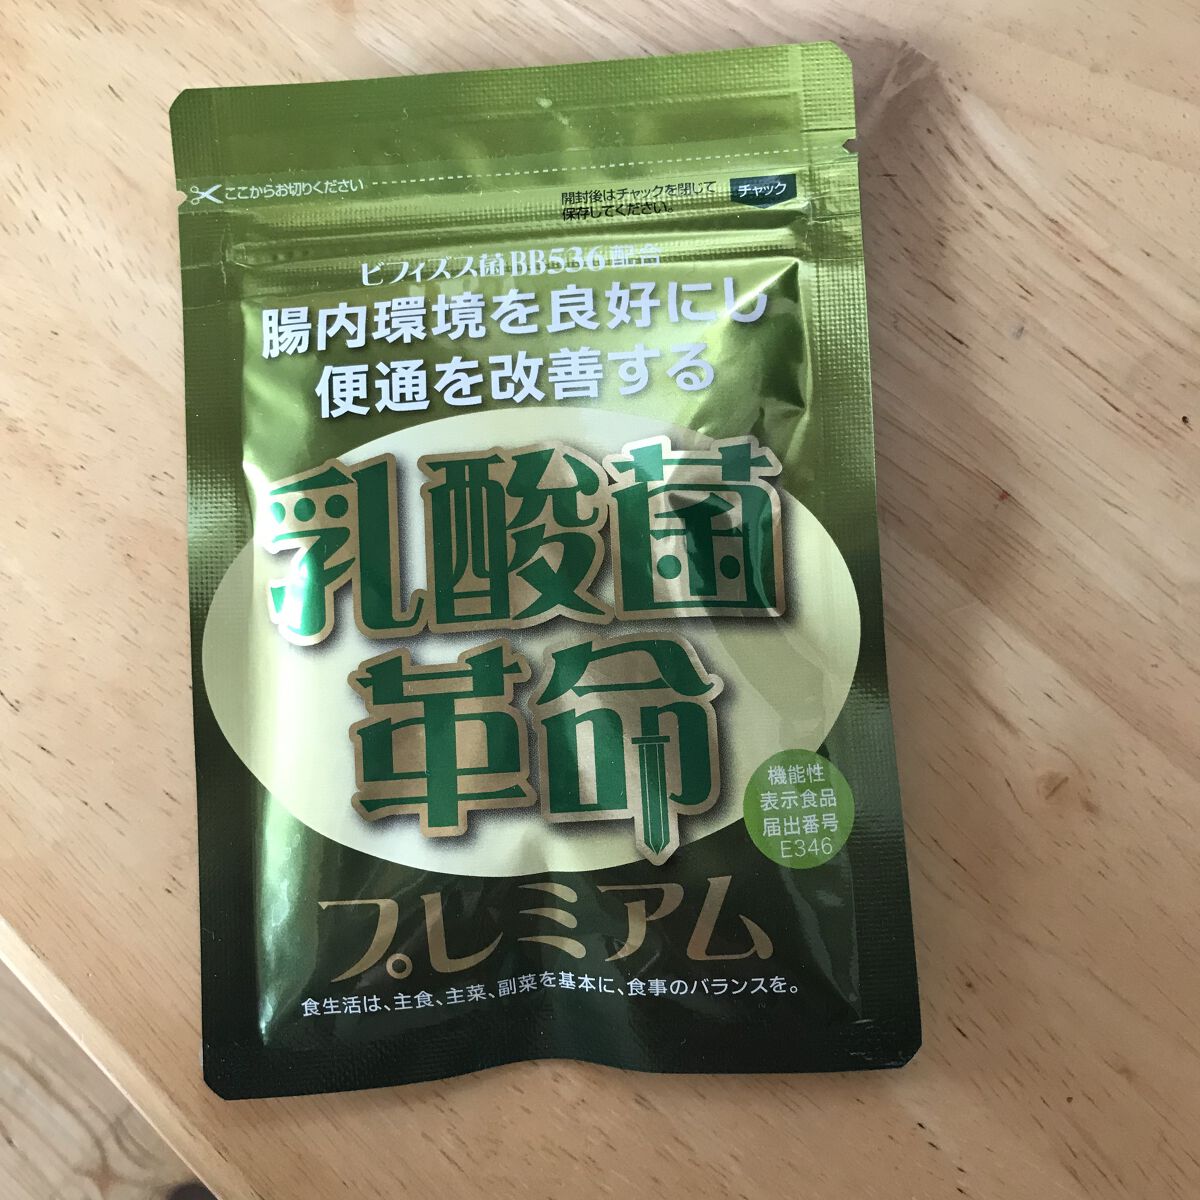 ここからお切りください
開封後はチャックを閉じて
保存してください。
チャック
ビフィズス菌BB536配合
腸内環境を良好にし
便通を改善する
乳酸菌
革命
機能性
表示食品
届出番号
E346
プレミアム
食生活は、主食、主菜、副菜を基本に、食事のバランスを。